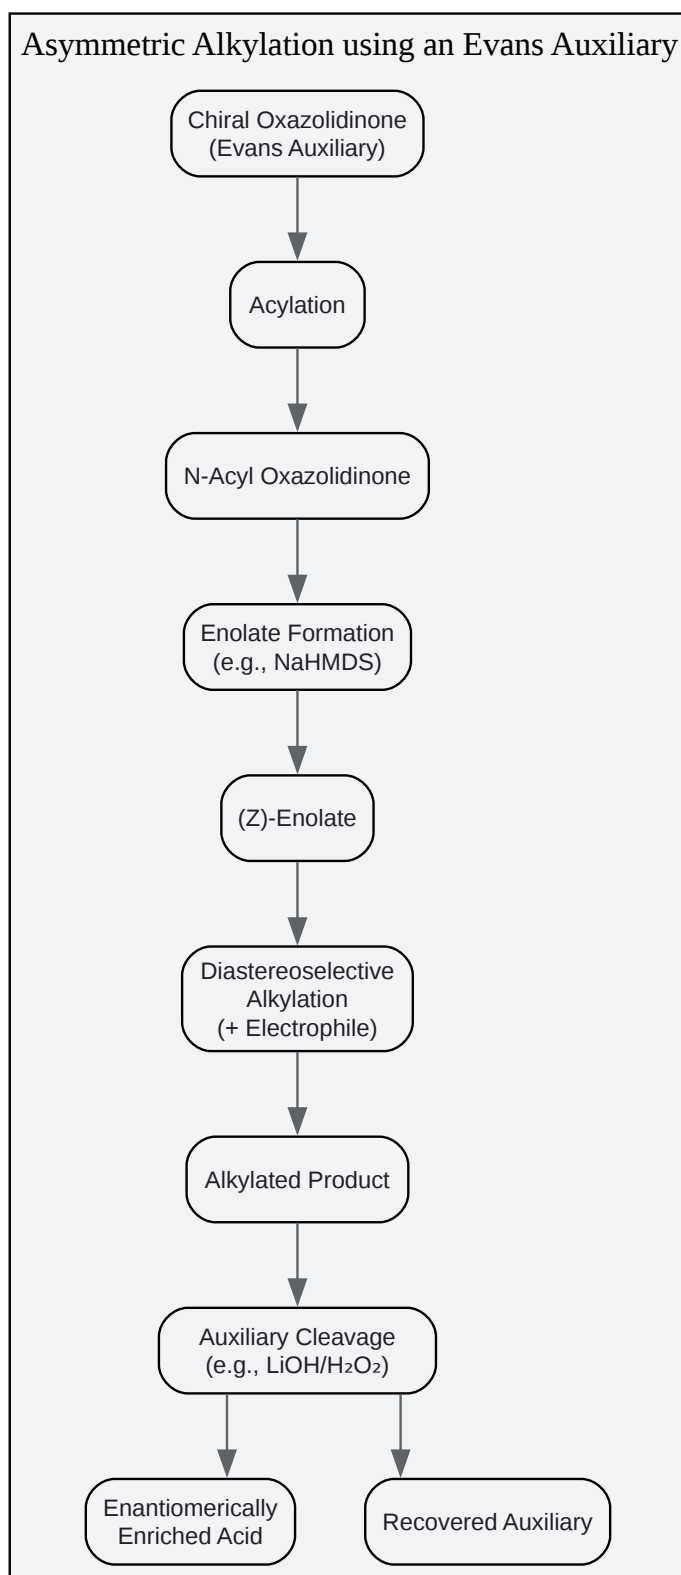 Asymmetric Alkylation using an Evans Auxiliary
Chiral Oxazolidinone
(Evans Auxiliary)
Acylation
N-Acyl Oxazolidinone
Enolate Formation
(e.g., NaHMDS)
(Z)-Enolate
Diastereoselective
Alkylation
(+ Electrophile)
Alkylated Product
Auxiliary Cleavage
(e.g., LiOH/H₂O₂)
Enantiomerically
Enriched Acid
Recovered Auxiliary